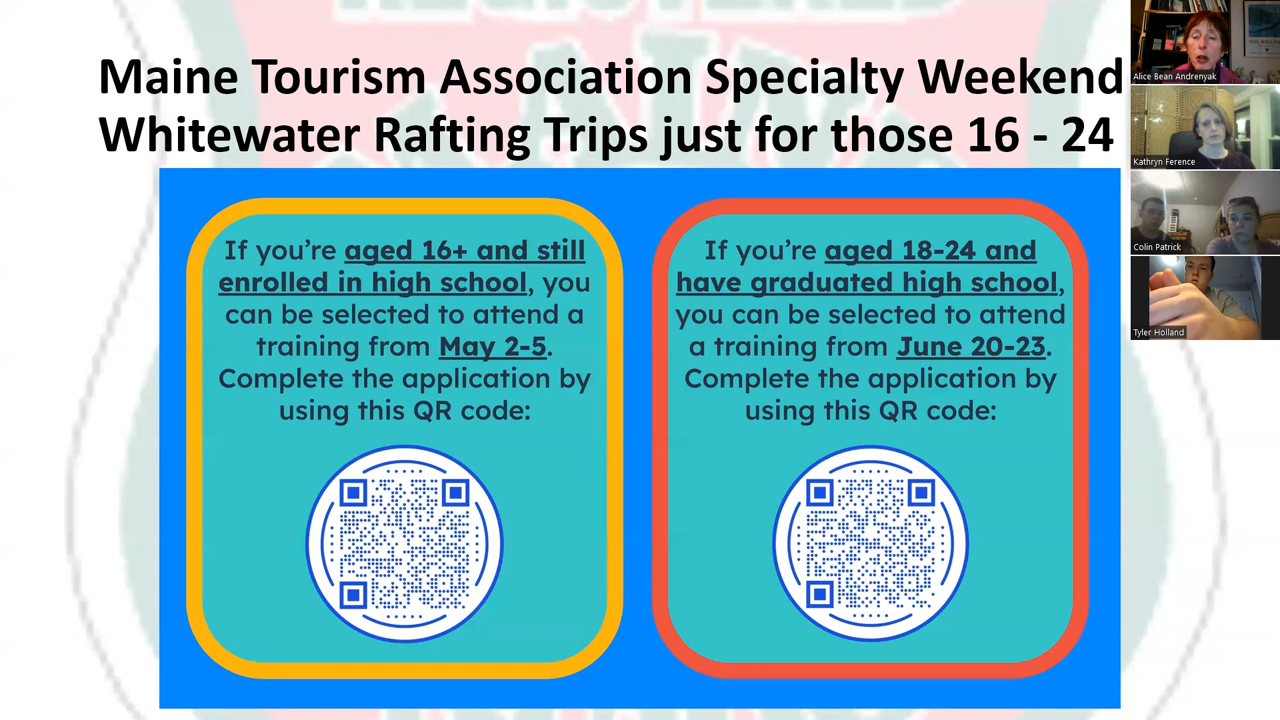 Maine Tourism Association Specialty Weekend
Whitewater Rafting Trips just for those 16 - 24
If you’re aged 16+ and still
enrolled in high school, you
can be selected to attend a
training from May 2-5.
Complete the application by
using this QR code:
If you’re aged 18-24 and
have graduated high school,
you can be selected to attend
a training from June 20-23.
Complete the application by
using this QR code:
Alice Bean Andrenyak
Kathryn Ference
Colin Patrick
Tyler Holland